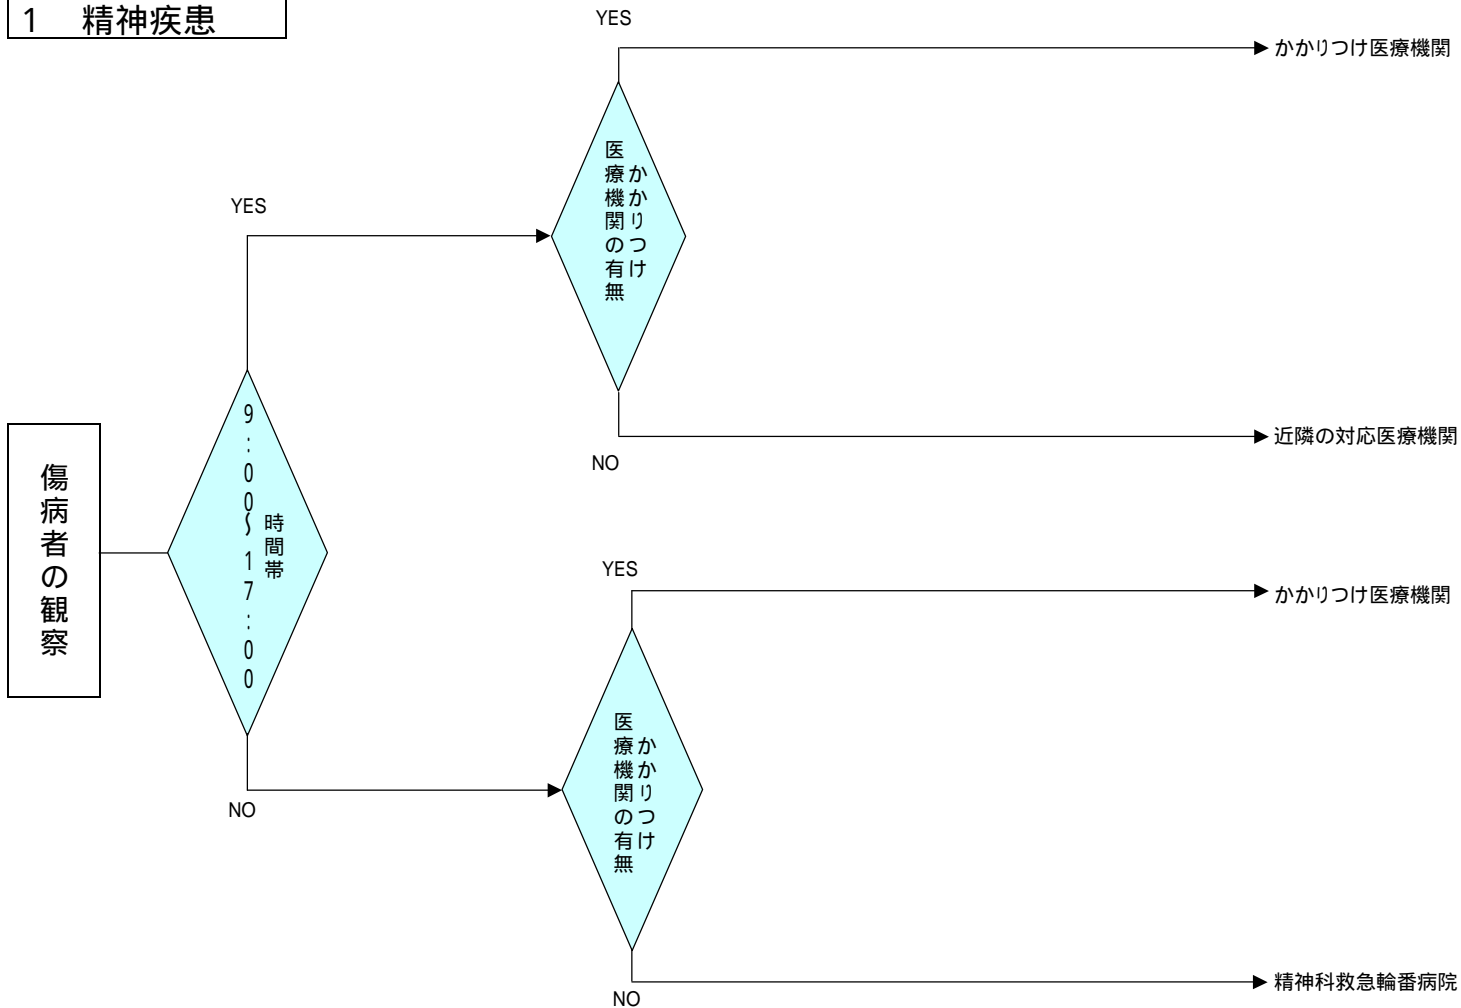 1 精神疾患
YES
かかりつけ医療機関
かかりつけ
医療機関の有無
YES
NO
近隣の対応医療機関
時間帯
9:00～17:00
傷病者の観察
YES
かかりつけ医療機関
かかりつけ
医療機関の有無
NO
NO
精神科救急輪番病院